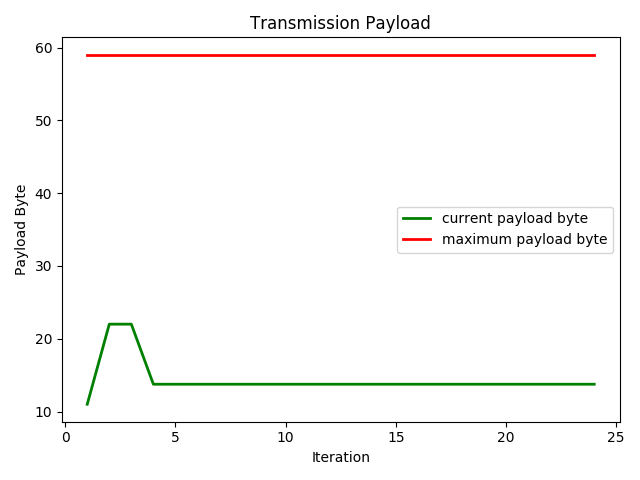 Transmission Payload
60
50
40
30
20
10
Payload Byte
current payload byte
maximum payload byte
0 5 10 15 20 25
Iteration